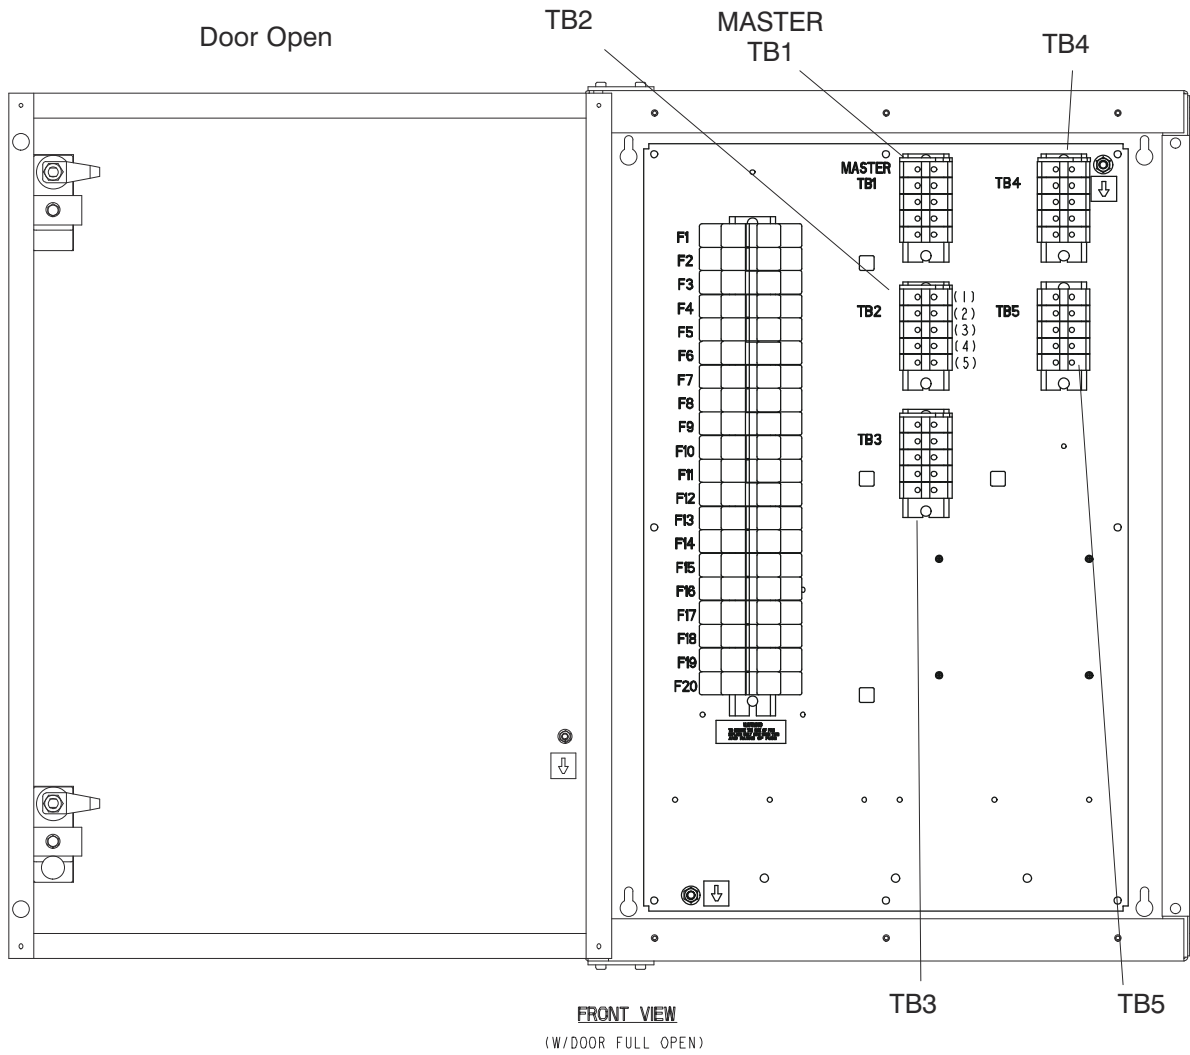 Door Open
TB2
MASTER
TB1
TB4
MASTER
TB1
TB4
F1
F2
F3
F4
F5
F6
F7
F8
F9
F10
F11
F12
F13
F14
F15
F16
F17
F18
F19
F20
TB2
(1)
(2)
(3)
(4)
(5)
TB5
TB3
TB3
TB5
FRONT VIEW
(W/DOOR FULL OPEN)